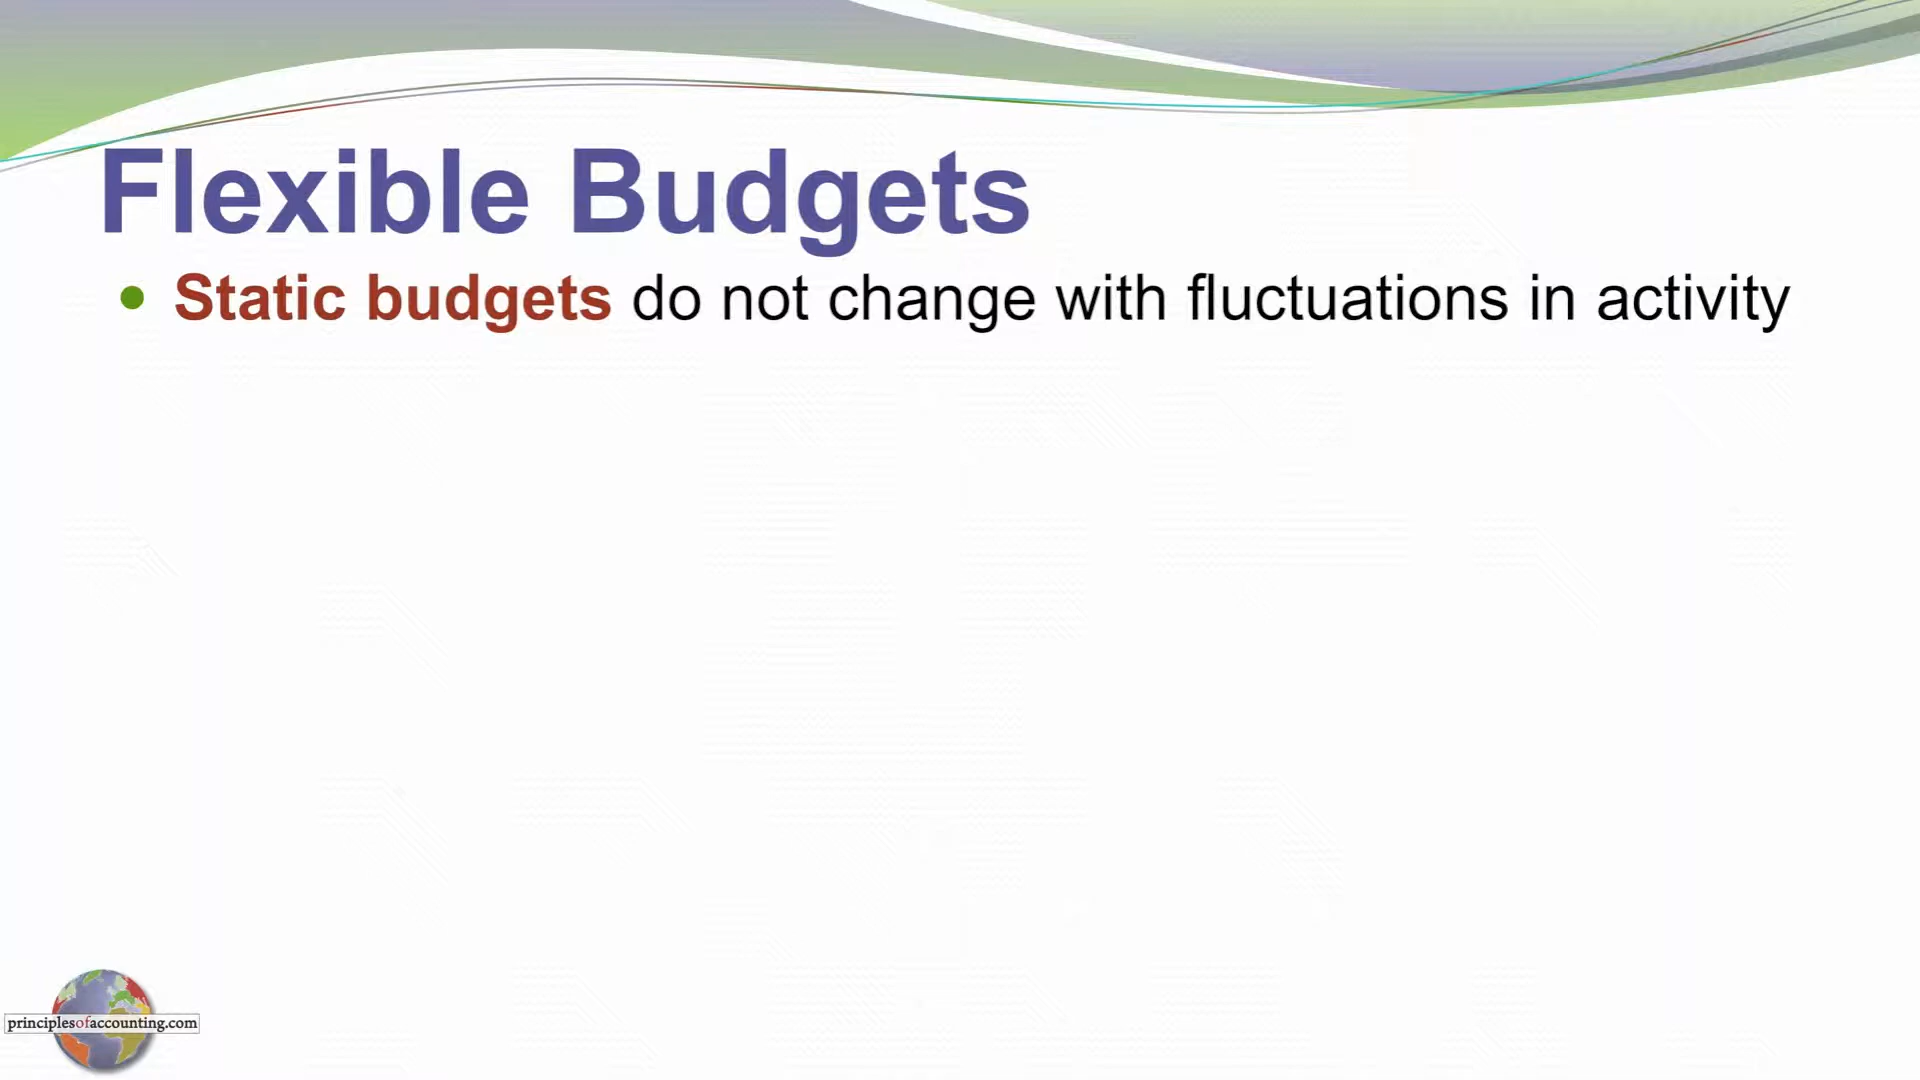 Flexible Budgets
Static budgets do not change with fluctuations in activity
principlesofaccounting.com